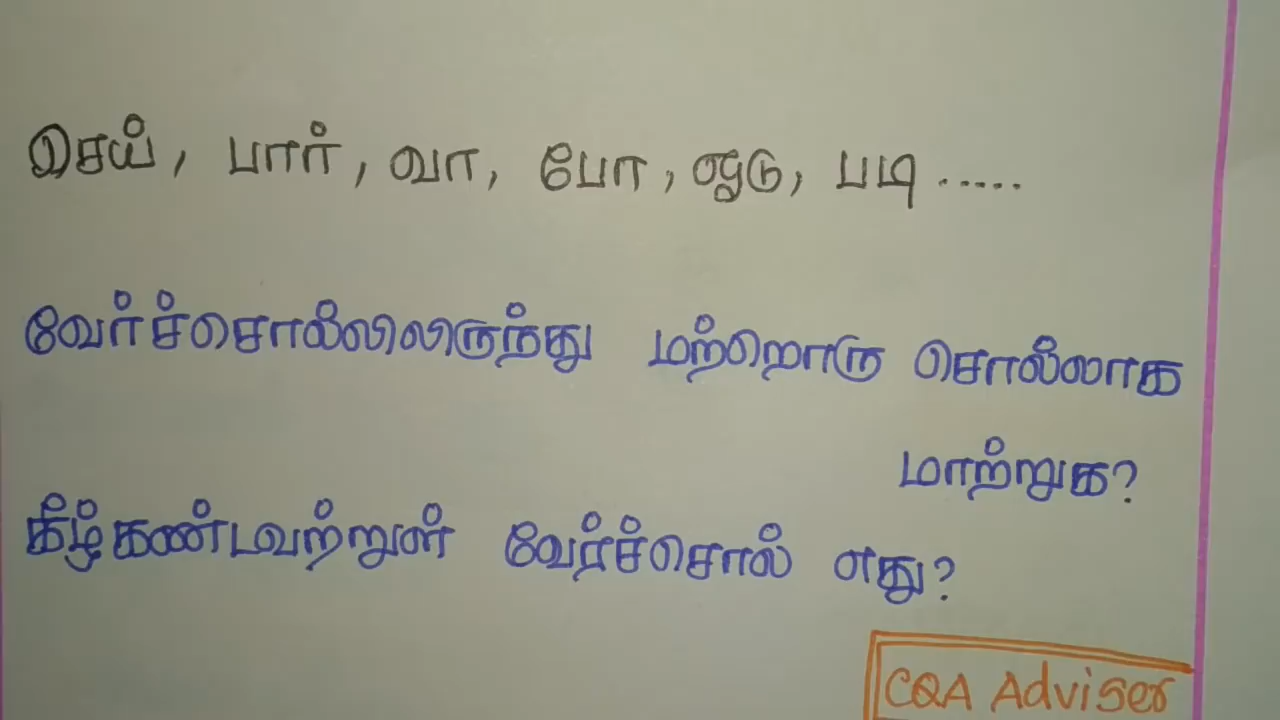 செய், பார், வா, போ, ஓடு, படி .....
வேர்ச்சொல்லிலிருந்து மற்றொரு சொல்லாக
மாற்றுக?
கீழ்கண்டவற்றுள் வேர்ச்சொல் எது?
CQA Adviser